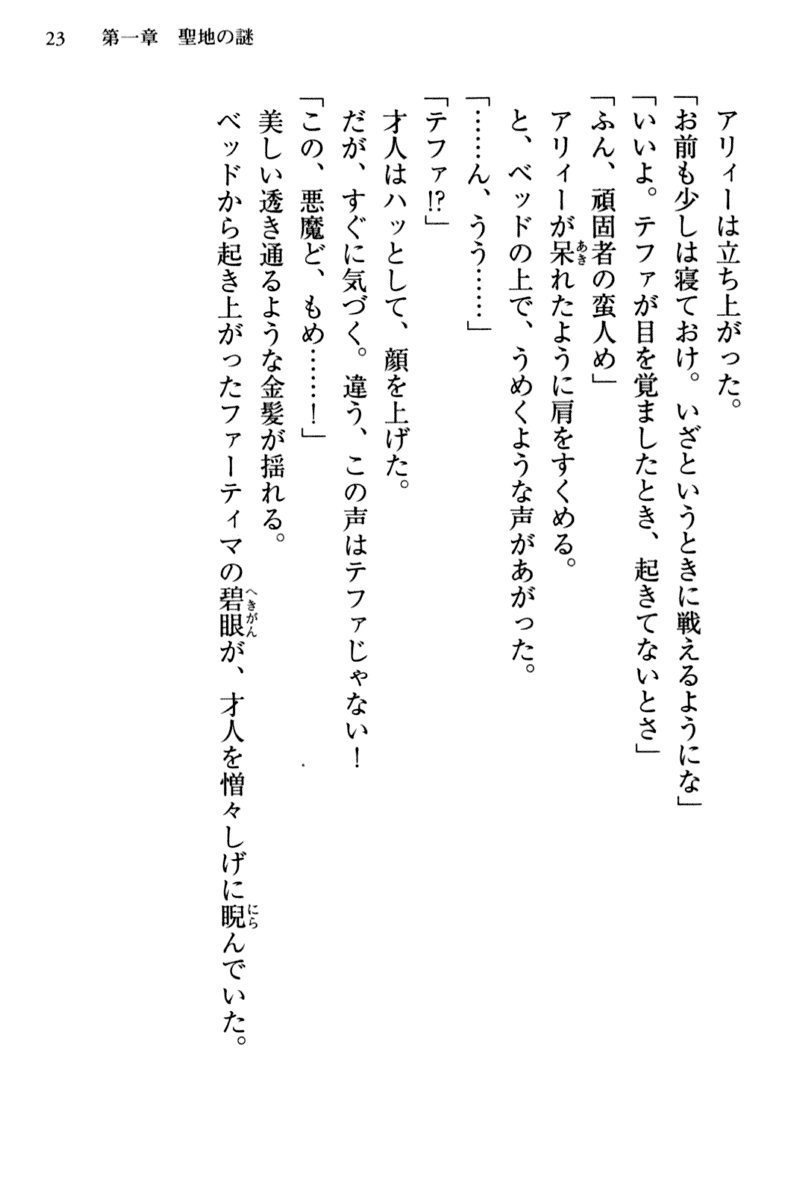 23 第一章 聖地の謎
アリィーは立ち上がった。
「お前も少しは寝ておけ。いざというときに戦えるようにな」
「いいよ。テファが目を覚ましたとき、起きてないとさ」
「ふん、頑固者の蛮人め」
アリィーが呆れたように肩をすくめる。
と、ベッドの上で、うめくような声があがった。
「……ん、うう……」
「テファ!?」
才人はハッとして、顔を上げた。
だが、すぐに気づく。違う、この声はテファじゃない！
「この、悪魔ど、もめ……！」
美しい透き通るような金髪が揺れる。
ベッドから起き上がったファーティマの碧眼が、才人を憎々しげに睨んでいた。
あき
へきがん
にら